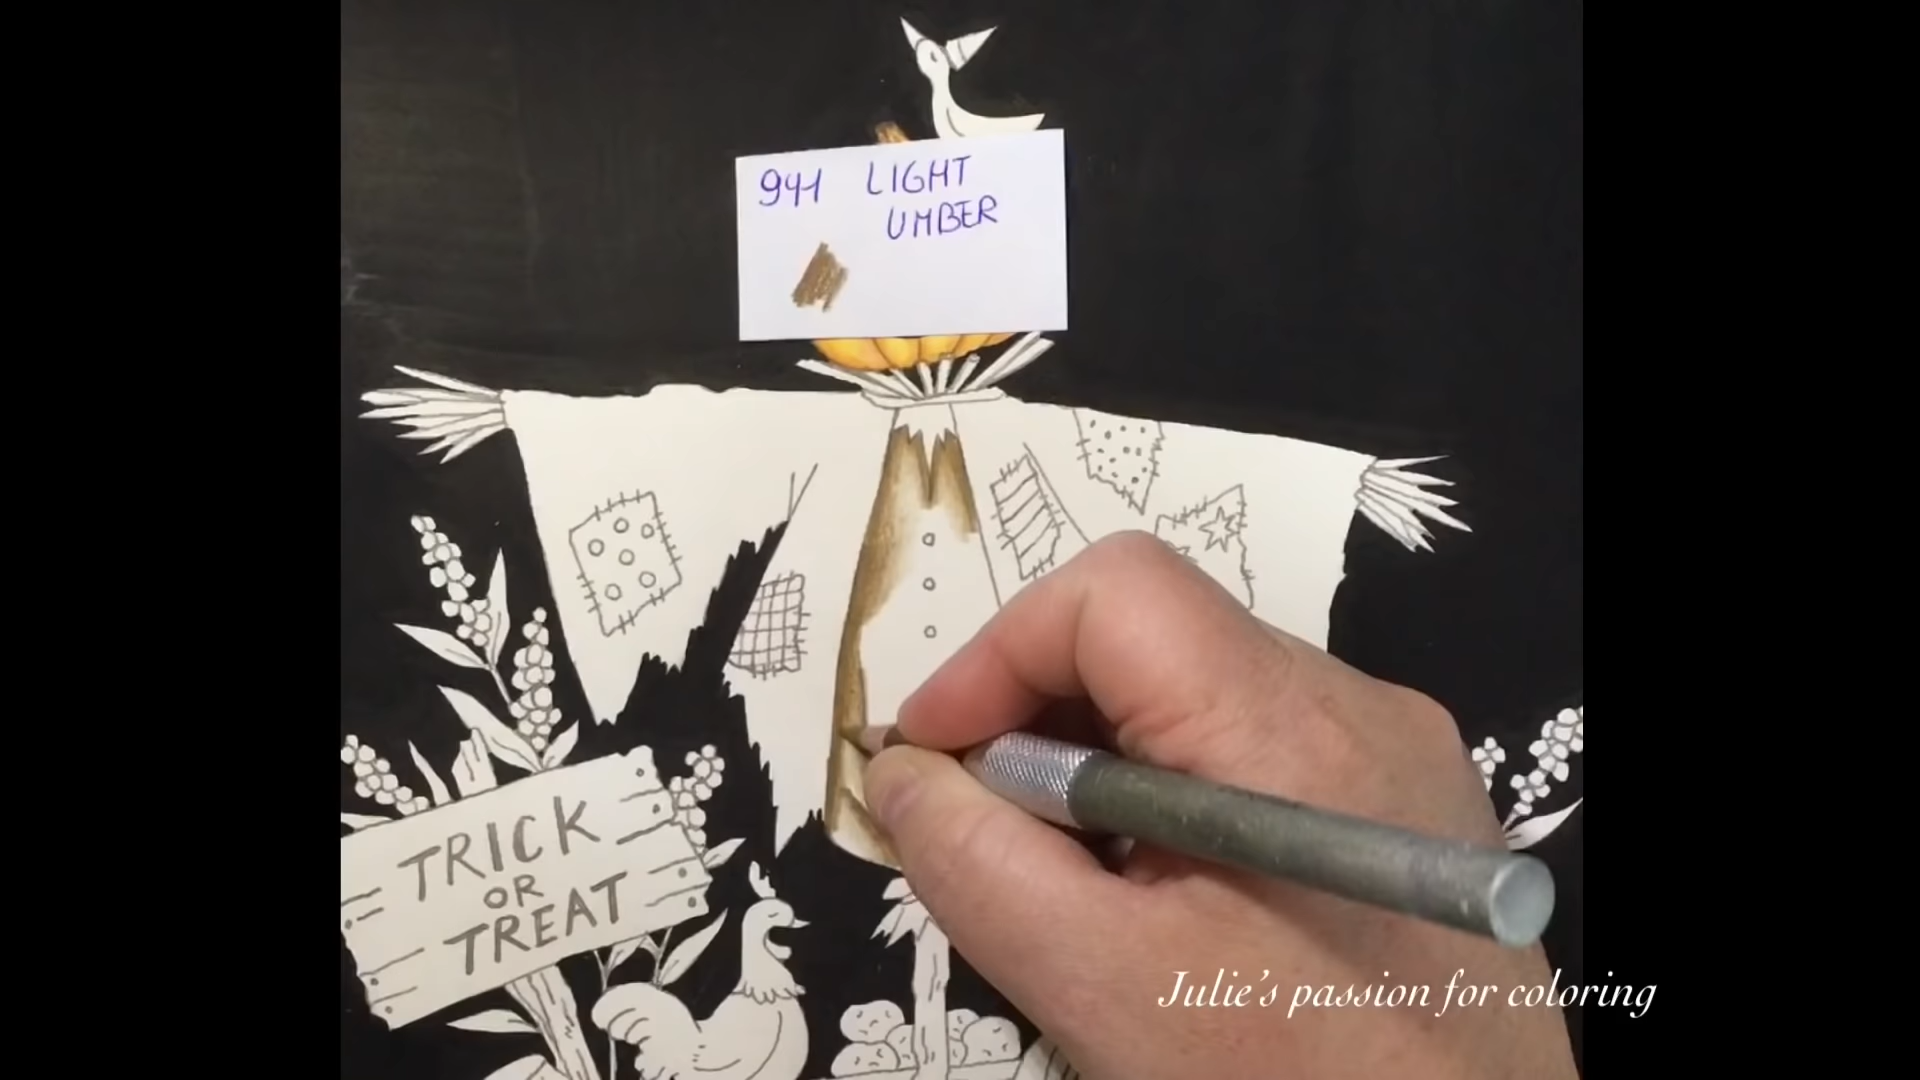 941 LIGHT
UMBER
TRICK
OR
TREAT
Julie's passion for coloring